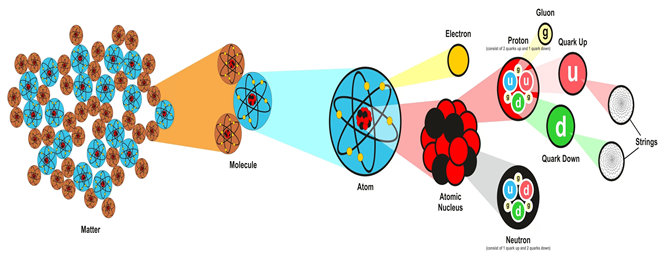 Matter
Molecule
Atom
Electron
Atomic
Nucleus
Proton
(consist of 2 quarks up and 1 quark down)
u
u
d
g
g
g
Gluon
g
Quark Up
u
d
Quark Down
Strings
u
d
d
g
g
g
Neutron
(consist of 1 quark up and 2 quarks down)